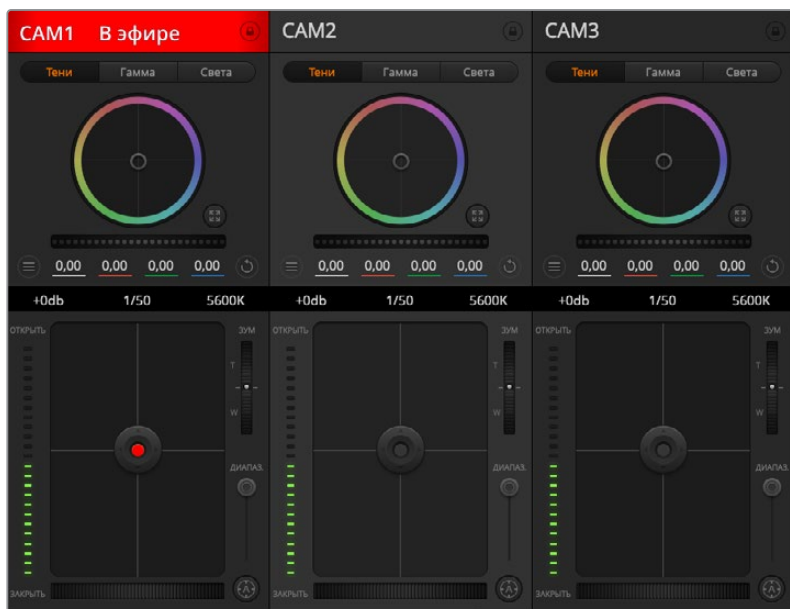 CAM1 В эфире CAM2 CAM3
Тени Гамма Света Тени Гамма Света Тени Гамма Света
0,00 0,00 0,00 0,00 0,00 0,00 0,00 0,00 0,00 0,00 0,00 0,00
+0db 1/50 5600K +0db 1/50 5600K +0db 1/50 5600K
ОТКРЫТЬ ЗУМ ОТКРЫТЬ ЗУМ ОТКРЫТЬ ЗУМ
T T T
W W W
ДИАПАЗ. ДИАПАЗ. ДИАПАЗ.
ЗАКРЫТЬ A ЗАКРЫТЬ A ЗАКРЫТЬ A